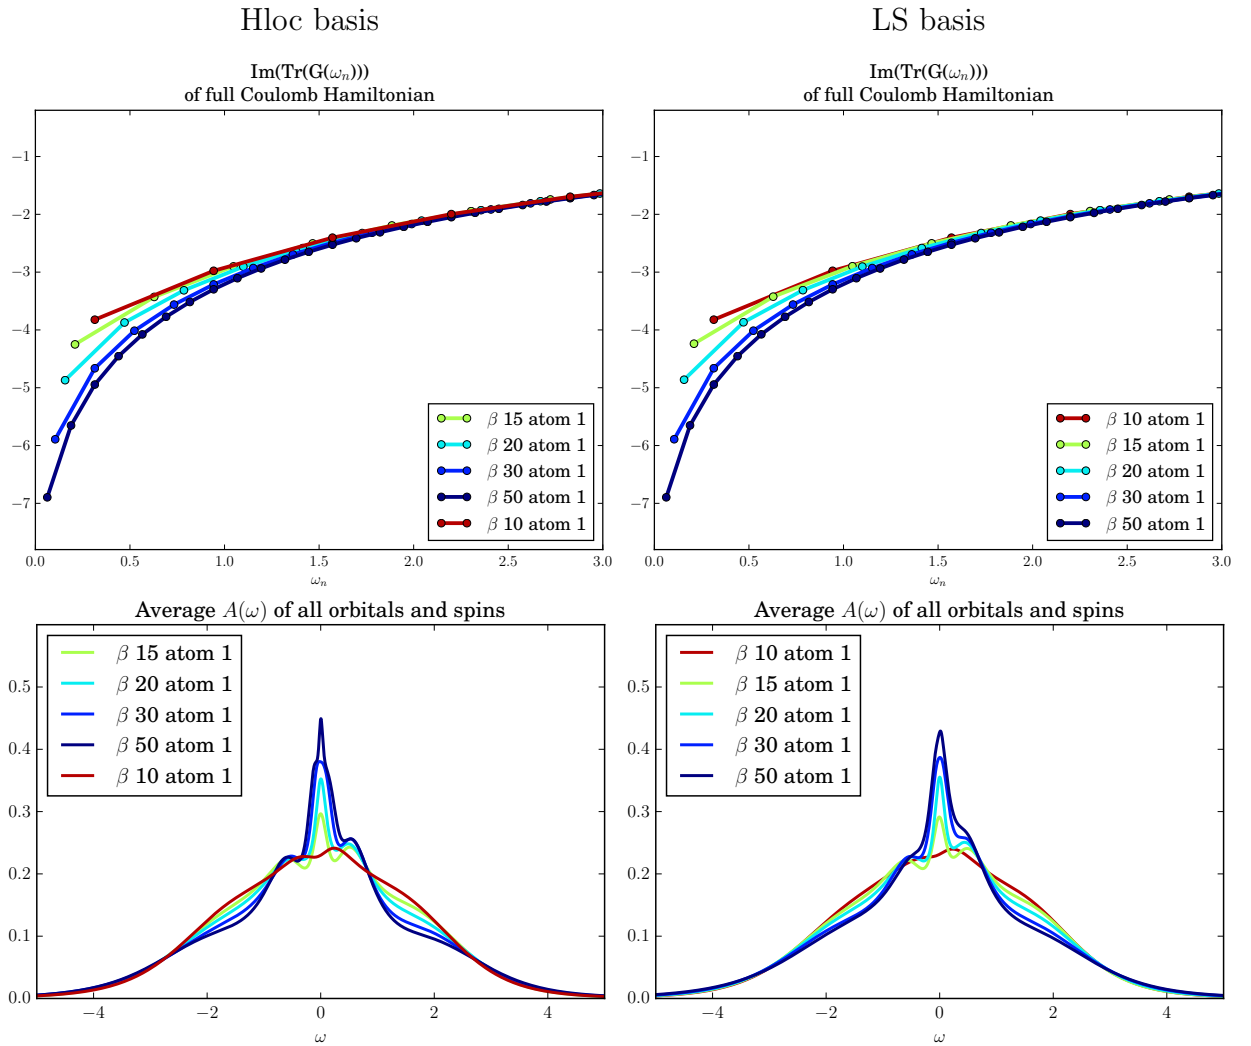 Hloc basis
LS basis
Im(Tr(G(ω_n)))
of full Coulomb Hamiltonian
−1
−2
−3
−4
−5
−6
−7
0.0 0.5 1.0 1.5 2.0 2.5 3.0
ω_n
β 15 atom 1
β 20 atom 1
β 30 atom 1
β 50 atom 1
β 10 atom 1
Im(Tr(G(ω_n)))
of full Coulomb Hamiltonian
−1
−2
−3
−4
−5
−6
−7
0.0 0.5 1.0 1.5 2.0 2.5 3.0
ω_n
β 10 atom 1
β 15 atom 1
β 20 atom 1
β 30 atom 1
β 50 atom 1
Average A(ω) of all orbitals and spins
0.5
0.4
0.3
0.2
0.1
0.0
−4 −2 0 2 4
ω
β 15 atom 1
β 20 atom 1
β 30 atom 1
β 50 atom 1
β 10 atom 1
Average A(ω) of all orbitals and spins
0.5
0.4
0.3
0.2
0.1
0.0
−4 −2 0 2 4
ω
β 10 atom 1
β 15 atom 1
β 20 atom 1
β 30 atom 1
β 50 atom 1